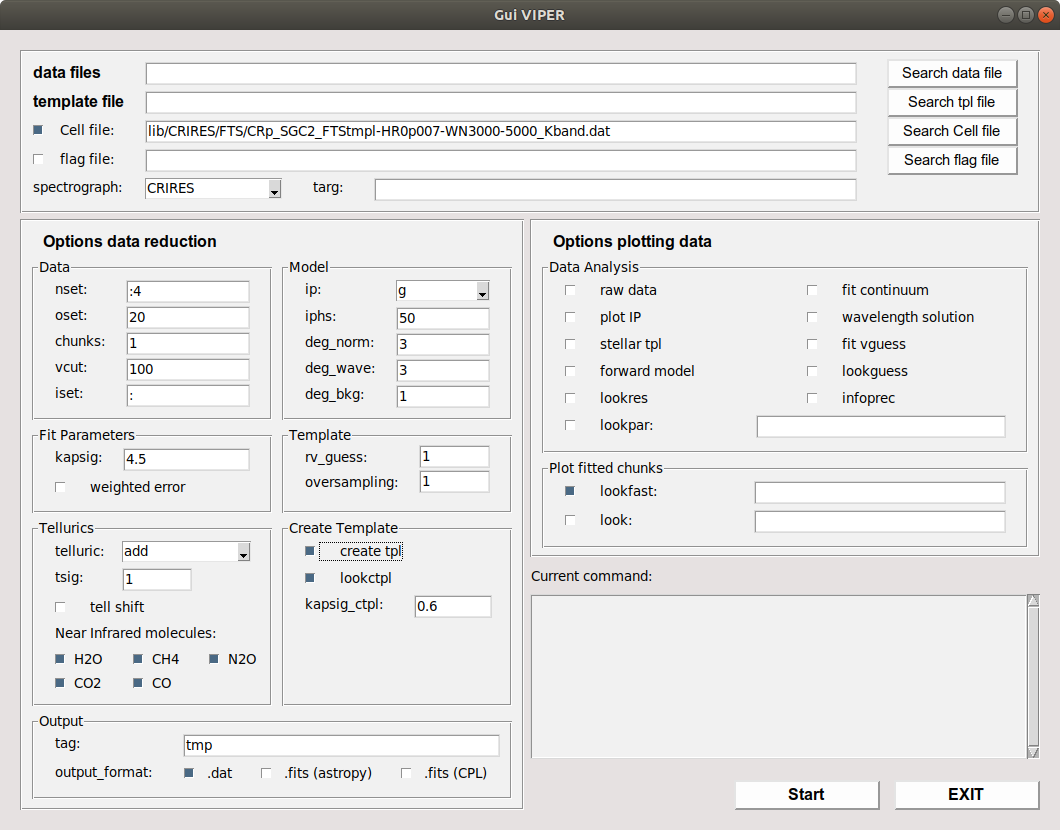 Gui VIPER
data files
Search data file
template file
Search tpl file
Cell file:
lib/CRIRES/FTS/CRp_SGC2_FTStmpl-HR0p007-WN3000-5000_Kband.dat
Search Cell file
flag file:
Search flag file
spectrograph:
CRIRES
targ:
Options data reduction
Data
nset:
:4
oset:
20
chunks:
1
vcut:
100
iset:
:
Model
ip:
g
iphs:
50
deg_norm:
3
deg_wave:
3
deg_bkg:
1
Fit Parameters
kapsig:
4.5
weighted error
Template
rv_guess:
1
oversampling:
1
Tellurics
telluric:
add
tsig:
1
tell shift
Near Infrared molecules:
H2O
CH4
N2O
CO2
CO
Create Template
create tpl
lookctpl
kapsig_ctpl:
0.6
Output
tag:
tmp
output_format:
.dat
.fits (astropy)
.fits (CPL)
Options plotting data
Data Analysis
raw data
fit continuum
plot IP
wavelength solution
stellar tpl
fit vguess
forward model
lookguess
lookres
infoprec
lookpar:
Plot fitted chunks
lookfast:
look:
Current command:
Start
EXIT